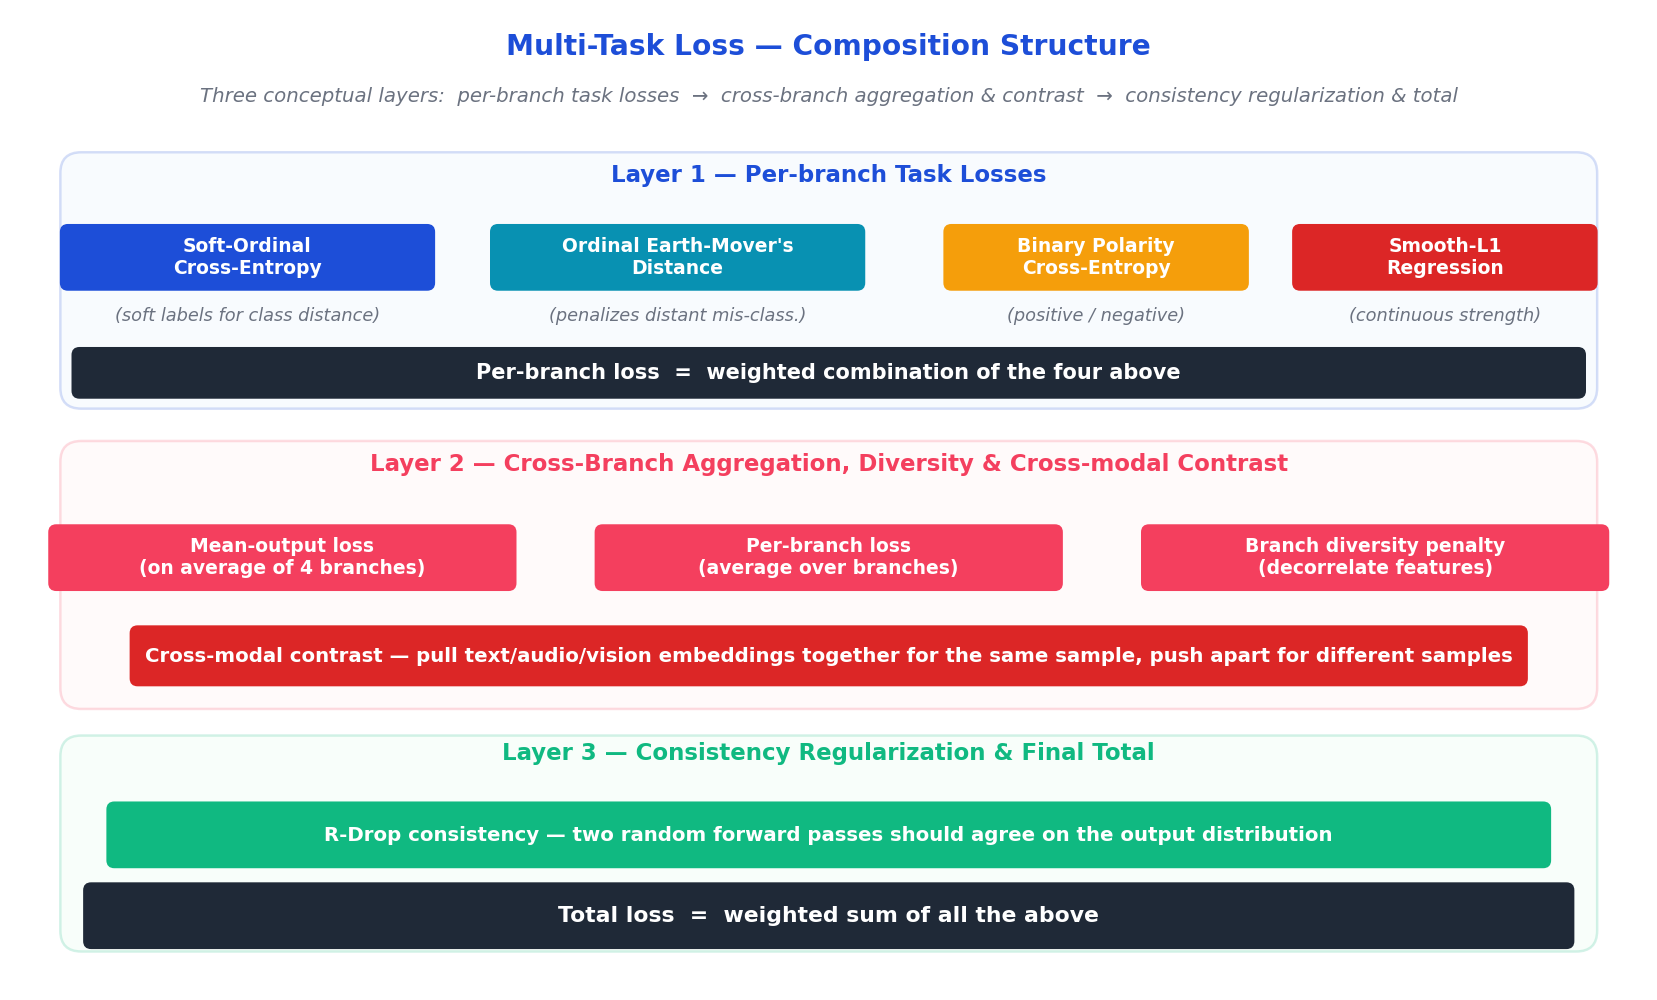 Multi-Task Loss — Composition Structure
Three conceptual layers:  per-branch task losses  →  cross-branch aggregation & contrast  →  consistency regularization & total
Layer 1 — Per-branch Task Losses
Soft-Ordinal
Cross-Entropy
(soft labels for class distance)
Ordinal Earth-Mover's
Distance
(penalizes distant mis-class.)
Binary Polarity
Cross-Entropy
(positive / negative)
Smooth-L1
Regression
(continuous strength)
Per-branch loss  =  weighted combination of the four above
Layer 2 — Cross-Branch Aggregation, Diversity & Cross-modal Contrast
Mean-output loss
(on average of 4 branches)
Per-branch loss
(average over branches)
Branch diversity penalty
(decorrelate features)
Cross-modal contrast — pull text/audio/vision embeddings together for the same sample, push apart for different samples
Layer 3 — Consistency Regularization & Final Total
R-Drop consistency — two random forward passes should agree on the output distribution
Total loss  =  weighted sum of all the above